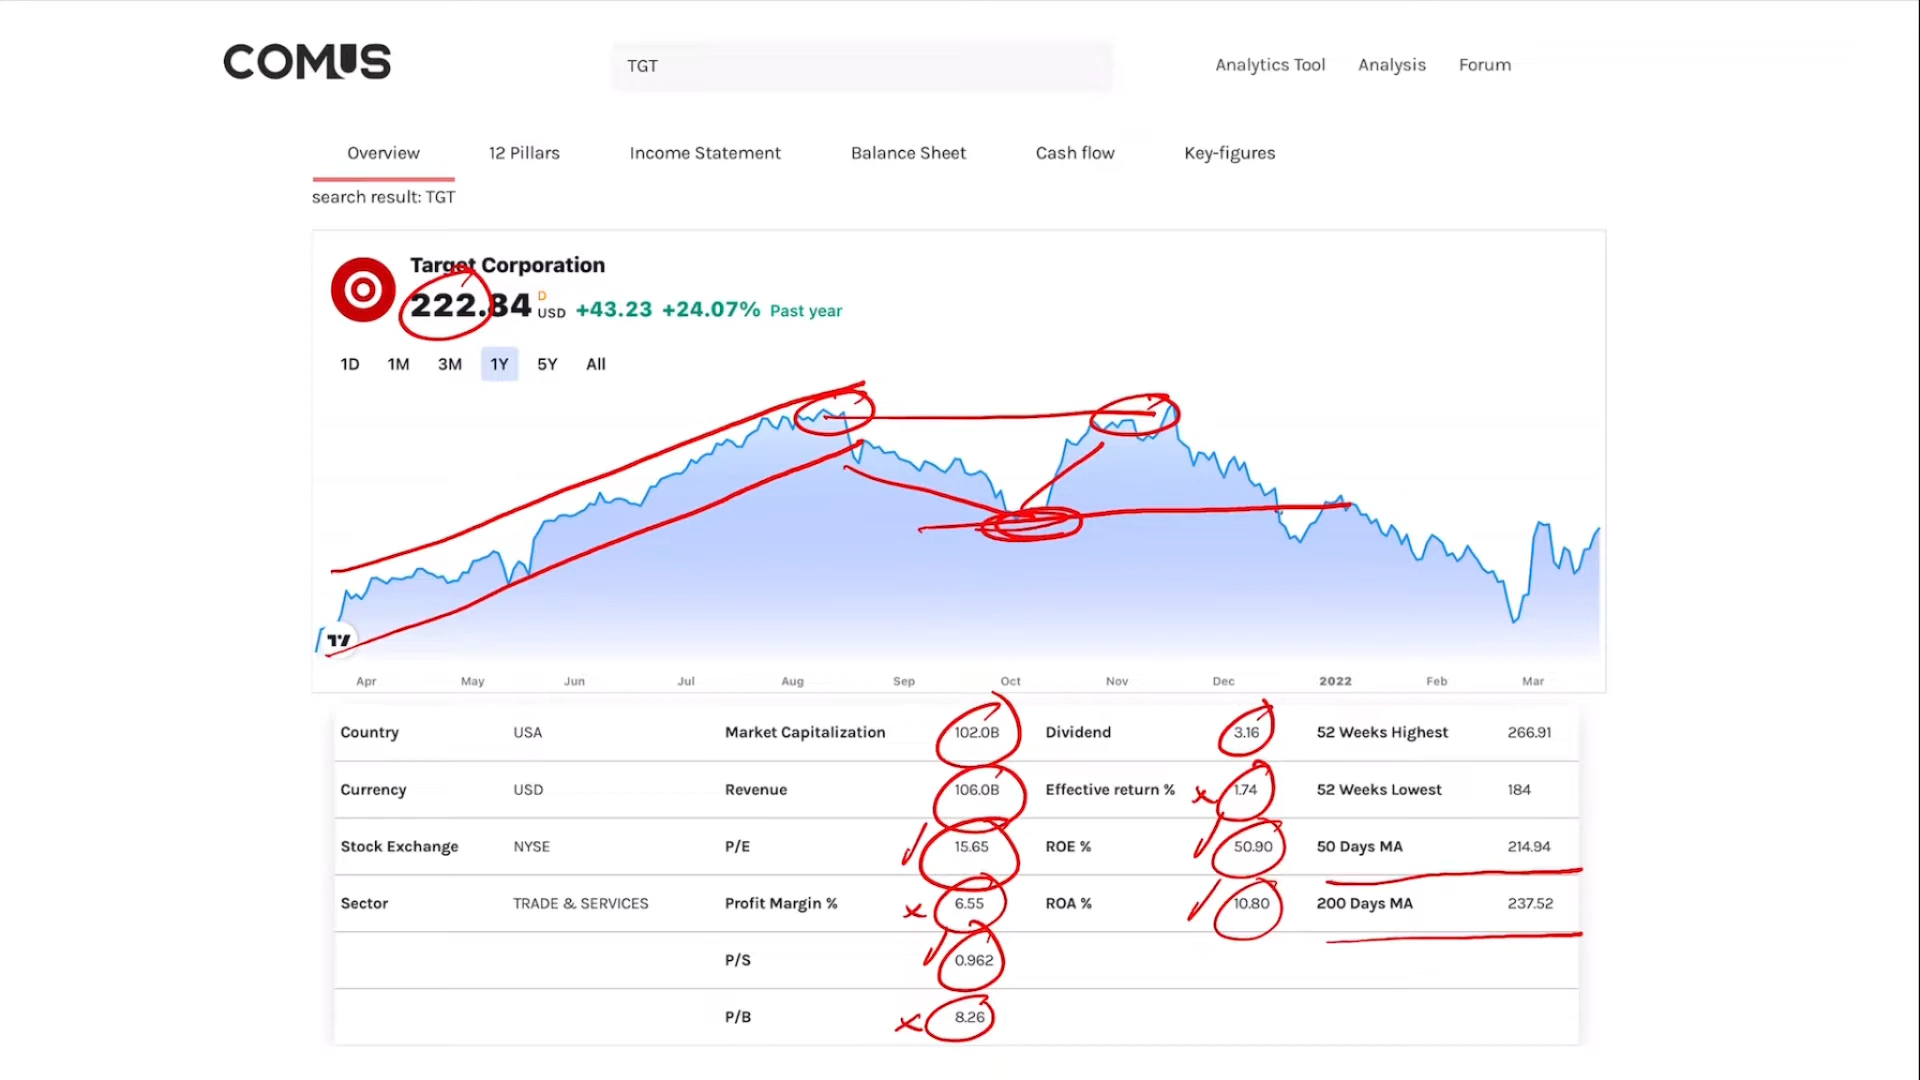 COMUS
TGT
Analytics Tool Analysis Forum
Overview 12 Pillars Income Statement Balance Sheet Cash flow Key-figures
search result: TGT
Target Corporation
222.84 D USD +43.23 +24.07% Past year
1D 1M 3M 1Y 5Y All
Apr May Jun Jul Aug Sep Oct Nov Dec 2022 Feb Mar
Country USA Market Capitalization 102.0B Dividend 3.16 52 Weeks Highest 266.91
Currency USD Revenue 106.0B Effective return % 1.74 52 Weeks Lowest 184
Stock Exchange NYSE P/E 15.65 ROE % 50.90 50 Days MA 214.94
Sector TRADE & SERVICES Profit Margin % 6.55 ROA % 10.80 200 Days MA 237.52
P/S 0.962
P/B 8.26